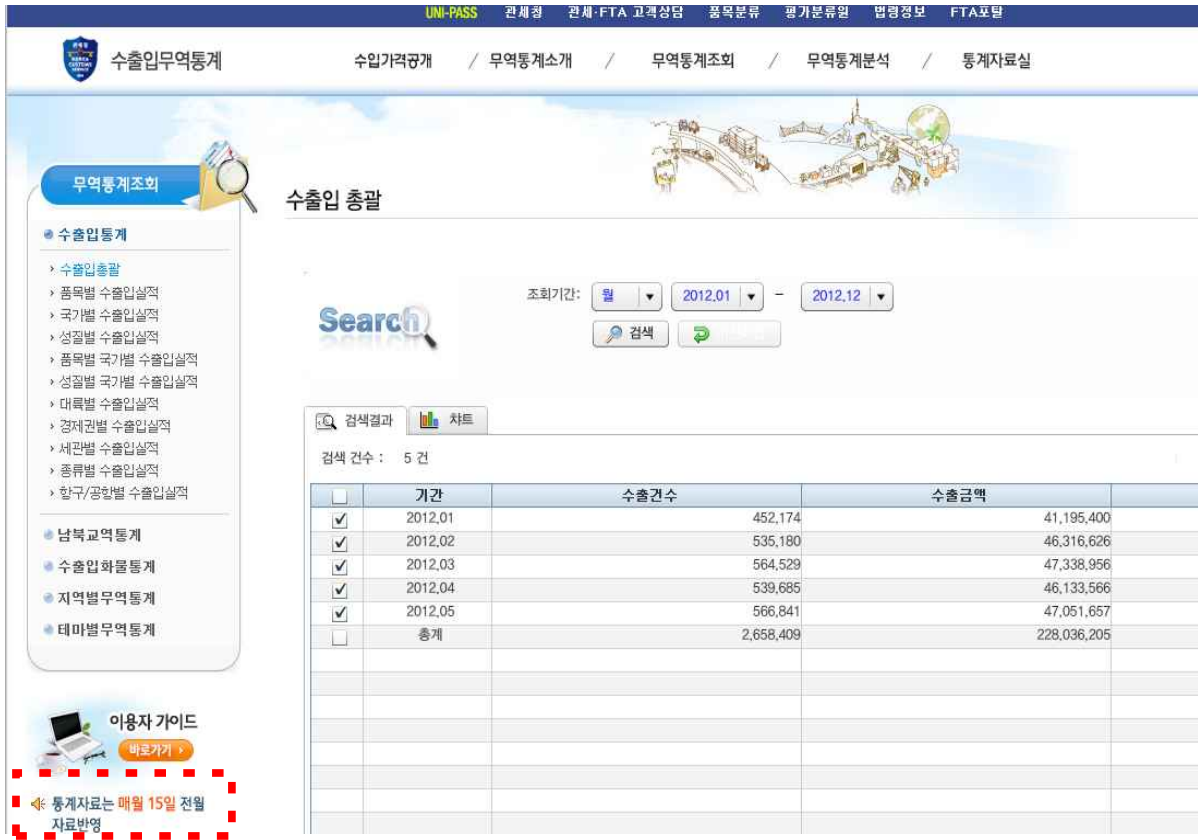 UNI-PASS 관세청 관세·FTA 고객상담 품목분류 평가분류원 법령정보 FTA포탈
수출입무역통계 수입가격공개 / 무역통계소개 / 무역통계조회 / 무역통계분석 / 통계자료실
무역통계조회
수출입 총괄
수출입통계
수출입총괄
품목별 수출입실적
국가별 수출입실적
성질별 수출입실적
품목별 국가별 수출입실적
성질별 국가별 수출입실적
대륙별 수출입실적
경제권별 수출입실적
세관별 수출입실적
종류별 수출입실적
항구/공항별 수출입실적
남북교역통계
수출입화물통계
지역별무역통계
테마별무역통계
이용자 가이드
바로가기
통계자료는 매월 15일 전월
자료반영
Search
조회기간: 월 2012.01 - 2012.12
검색
검색결과 챠트
검색 건수 : 5 건
기간 수출건수 수출금액
2012.01 452,174 41,195,400
2012.02 535,180 46,316,626
2012.03 564,529 47,338,956
2012.04 539,685 46,133,566
2012.05 566,841 47,051,657
총계 2,658,409 228,036,205